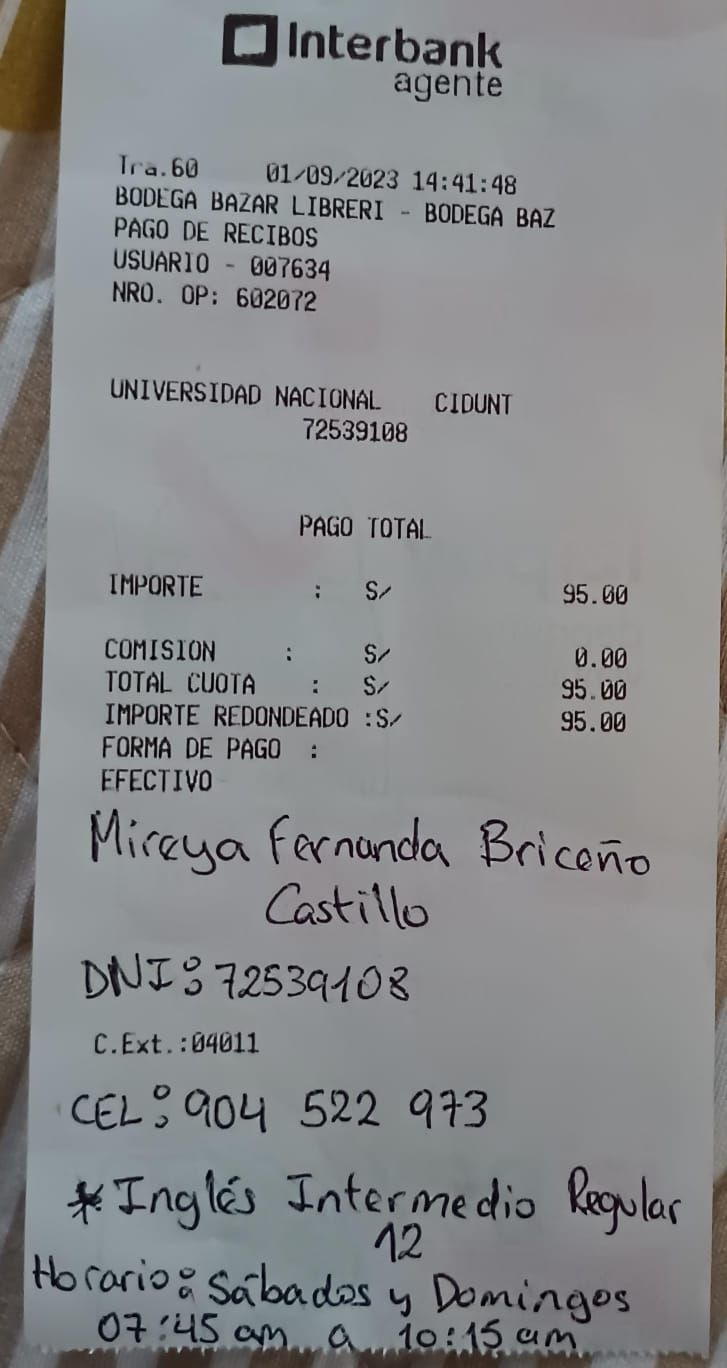 Interbank
agente
Tra.60 01/09/2023 14:41:48
BODEGA BAZAR LIBRERI - BODEGA BAZ
PAGO DE RECIBOS
USUARIO - 007634
NRO. OP: 602072
UNIVERSIDAD NACIONAL CIDUNT
72539108
PAGO TOTAL
IMPORTE : S/ 95.00
COMISION : S/ 0.00
TOTAL CUOTA : S/ 95.00
IMPORTE REDONDEADO :S/ 95.00
FORMA DE PAGO :
EFECTIVO
Mireya Fernanda Briceño
Castillo
DNI: 72539108
C.Ext.:04011
CEL: 904 522 973
* Inglés Intermedio Regular
12
Horario: Sábados y Domingos
07:45 am a 10:15 am